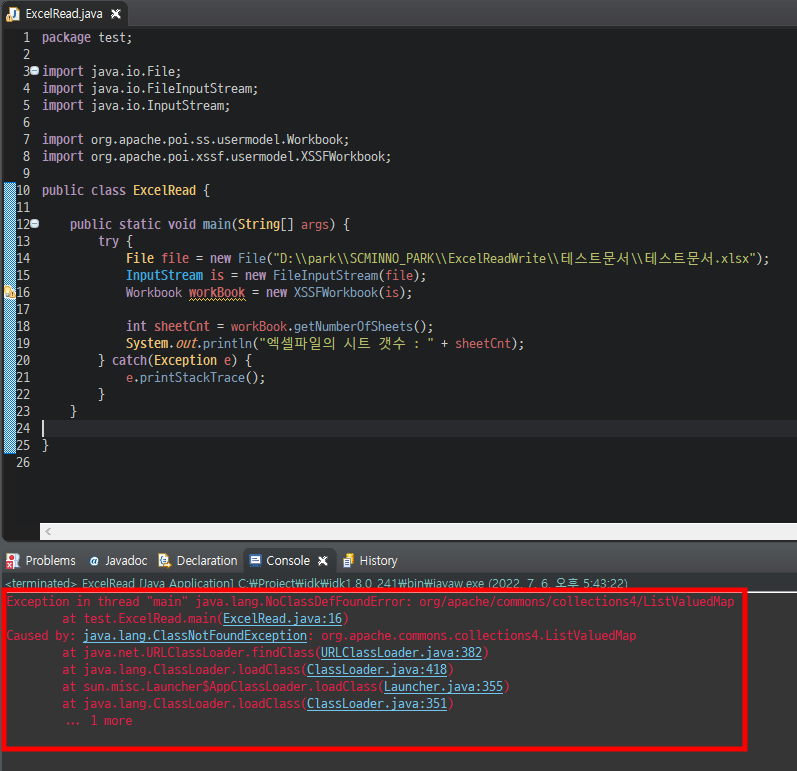 ExcelRead.java
1 package test;
2
3 import java.io.File;
4 import java.io.FileInputStream;
5 import java.io.InputStream;
6
7 import org.apache.poi.ss.usermodel.Workbook;
8 import org.apache.poi.xssf.usermodel.XSSFWorkbook;
9
10 public class ExcelRead {
11
12     public static void main(String[] args) {
13         try {
14             File file = new File("D:\\park\\SCMINNO_PARK\\ExcelReadWrite\\테스트문서\\테스트문서.xlsx");
15             InputStream is = new FileInputStream(file);
16             Workbook workBook = new XSSFWorkbook(is);
17
18             int sheetCnt = workBook.getNumberOfSheets();
19             System.out.println("엑셀파일의 시트 갯수 : " + sheetCnt);
20         } catch(Exception e) {
21             e.printStackTrace();
22         }
23     }
24
25 }
26
Problems @ Javadoc Declaration Console History
<terminated> ExcelRead [Java Application] C:₩Project₩jdk₩jdk1.8.0_241₩bin₩javaw.exe (2022. 7. 6. 오후 5:43:22)
Exception in thread "main" java.lang.NoClassDefFoundError: org/apache/commons/collections4/ListValuedMap
at test.ExcelRead.main(ExcelRead.java:16)
Caused by: java.lang.ClassNotFoundException: org.apache.commons.collections4.ListValuedMap
at java.net.URLClassLoader.findClass(URLClassLoader.java:382)
at java.lang.ClassLoader.loadClass(ClassLoader.java:418)
at sun.misc.Launcher$AppClassLoader.loadClass(Launcher.java:355)
at java.lang.ClassLoader.loadClass(ClassLoader.java:351)
... 1 more